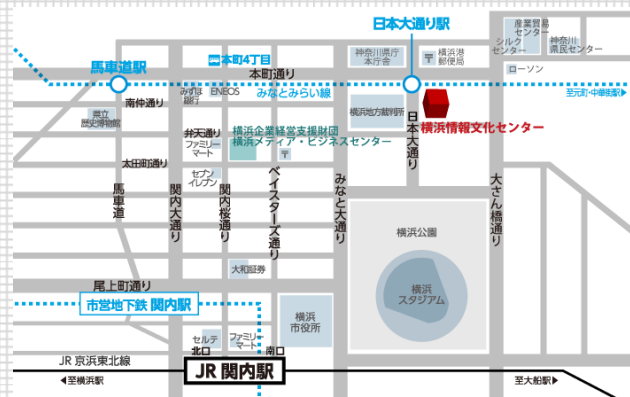 日本大通り駅
産業貿易
センター
シルク
センター
神奈川
県民センター
神奈川県庁
本庁舎
横浜港
郵便局
本町4丁目
馬車道駅
本町通り
ローソン
みずほ
銀行
ENEOS
みなとみらい線
至元町・中華街駅▶
南仲通り
県立
歴史博物館
横浜地方裁判所
日本大通り
横浜情報文化センター
弁天通り
ファミリー
マート
横浜企業経営支援財団
横浜メディア・ビジネスセンター
太田町通り
セブン
イレブン
馬車道
関内大通り
関内桜通り
ベイスターズ通り
みなと大通り
大さん橋通り
横浜公園
大和証券
尾上町通り
横浜
スタジアム
市営地下鉄 関内駅
横浜
市役所
セルテ
ファミリー
マート
北口
南口
JR 京浜東北線
JR 関内駅
◀至横浜駅
至大船駅▶